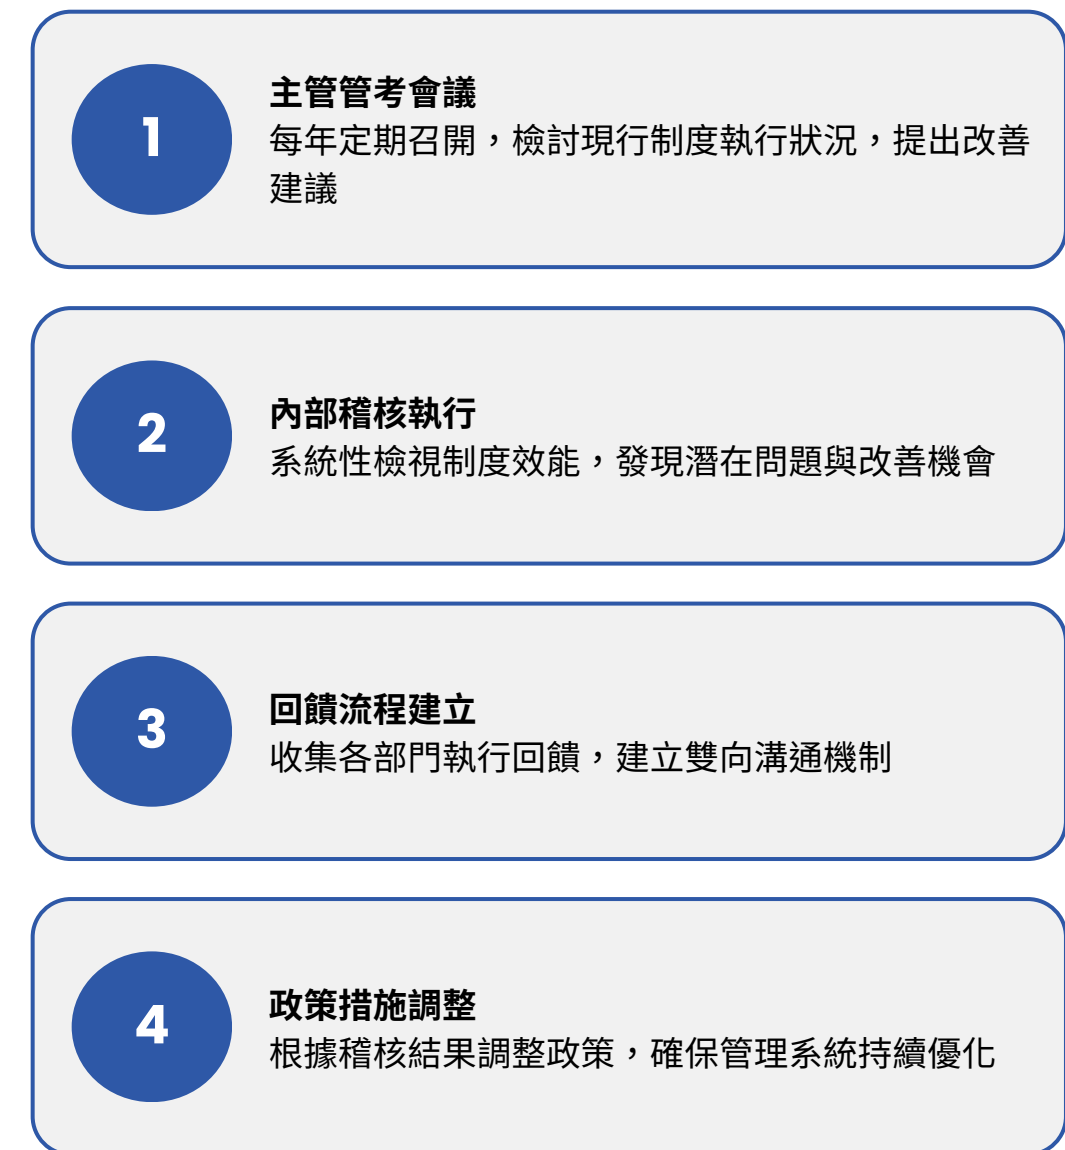 1
主管管考會議
每年定期召開，檢討現行制度執行狀況，提出改善
建議
2
內部稽核執行
系統性檢視制度效能，發現潛在問題與改善機會
3
回饋流程建立
收集各部門執行回饋，建立雙向溝通機制
4
政策措施調整
根據稽核結果調整政策，確保管理系統持續優化